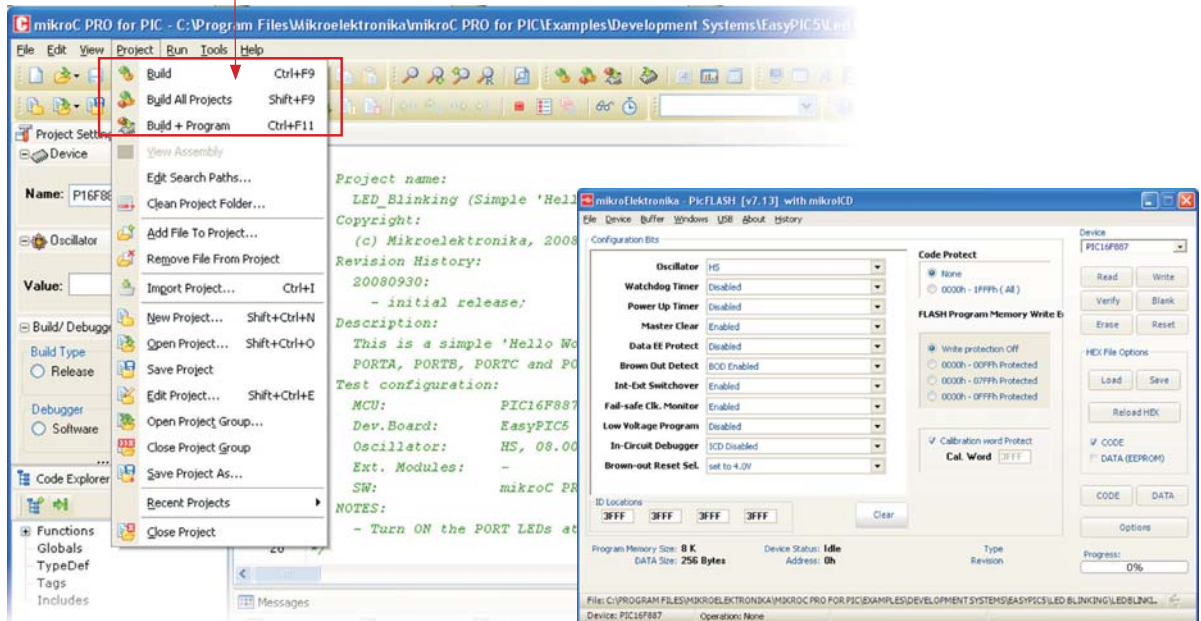 mikroC PRO for PIC - C:\Program Files\Mikroelektronika\mikroC PRO for PIC\Examples\Development Systems\EasyPIC5\Led
File Edit View Project Run Tools Help
Build Ctrl+F9
Build All Projects Shift+F9
Build + Program Ctrl+F11
View Assembly
Edit Search Paths...
Clean Project Folder...
Add File To Project...
Remove File From Project
Import Project... Ctrl+I
New Project... Shift+Ctrl+N
Open Project... Shift+Ctrl+O
Save Project
Edit Project... Shift+Ctrl+E
Open Project Group...
Close Project Group
Save Project As...
Recent Projects
Close Project
Project Setting
Device
Name: P16F88
Oscillator
Value:
Build/Debugge
Build Type
Release
Debugger
Software
Code Explorer
Functions
Globals
TypeDef
Tags
Includes
Project name:
LED_Blinking (Simple 'Hell
Copyright:
(c) Mikroelektronika, 2008
Revision History:
20080930:
- initial release;
Description:
This is a simple 'Hello Wo
PORTA, PORTB, PORTC and PO
Test configuration:
MCU: PIC16F887
Dev.Board: EasyPIC5
Oscillator: HS, 08.00
Ext. Modules: -
SW: mikroC PR
NOTES:
- Turn ON the PORT LEDs at
20 */
Messages
mikroElektronika - PicFLASH [v7.13] with mikroICD
File Device Buffer Windows USB About History
Configuration Bits
Oscillator HS
Watchdog Timer Disabled
Power Up Timer Disabled
Master Clear Enabled
Data EE Protect Disabled
Brown Out Detect BOD Enabled
Int-Ext Switchover Enabled
Fail-safe Clk. Monitor Enabled
Low Voltage Program Disabled
In-Circuit Debugger ICD Disabled
Brown-out Reset Sel. set to 4.0V
Code Protect
None
0000h - 1FFFh ( All )
FLASH Program Memory Write E
Write protection Off
0000h - 00FFh Protected
0000h - 07FFh Protected
0000h - 0FFFh Protected
Calibration word Protect
Cal. Word 3FFF
ID Locations
3FFF 3FFF 3FFF 3FFF
Clear
Program Memory Size: 8 K
DATA Size: 256 Bytes
Device Status: Idle
Address: 0h
Type
Revision
Device
PIC16F887
Read Write
Verify Blank
Erase Reset
HEX File Options
Load Save
Reload HEX
CODE
DATA (EEPROM)
CODE DATA
Options
Progress:
0%
File: C:\PROGRAM FILES\MIKROELEKTRONIKA\MIKROC PRO FOR PIC\EXAMPLES\DEVELOPMENT SYSTEMS\EASYPIC5\LED BLINKING\LEDBLINKI...
Device: PIC16F887 Operation: None